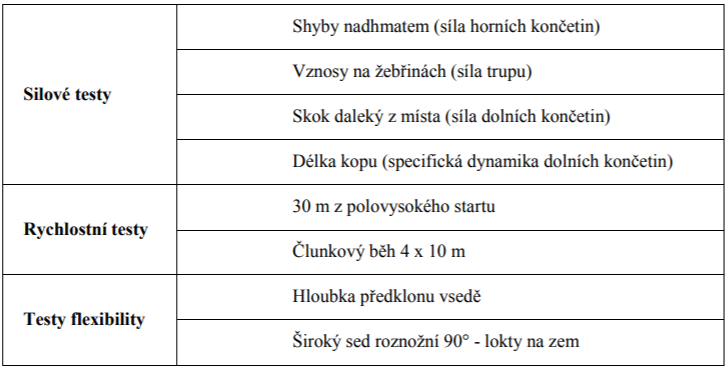 Silové testy
Shyby nadhmatem (síla horních končetin)
Vznosy na žebřinách (síla trupu)
Skok daleký z místa (síla dolních končetin)
Délka kopu (specifická dynamika dolních končetin)
Rychlostní testy
30 m z polovysokého startu
Člunkový běh 4 x 10 m
Testy flexibility
Hloubka předklonu vsedě
Široký sed roznožní 90° - lokty na zem